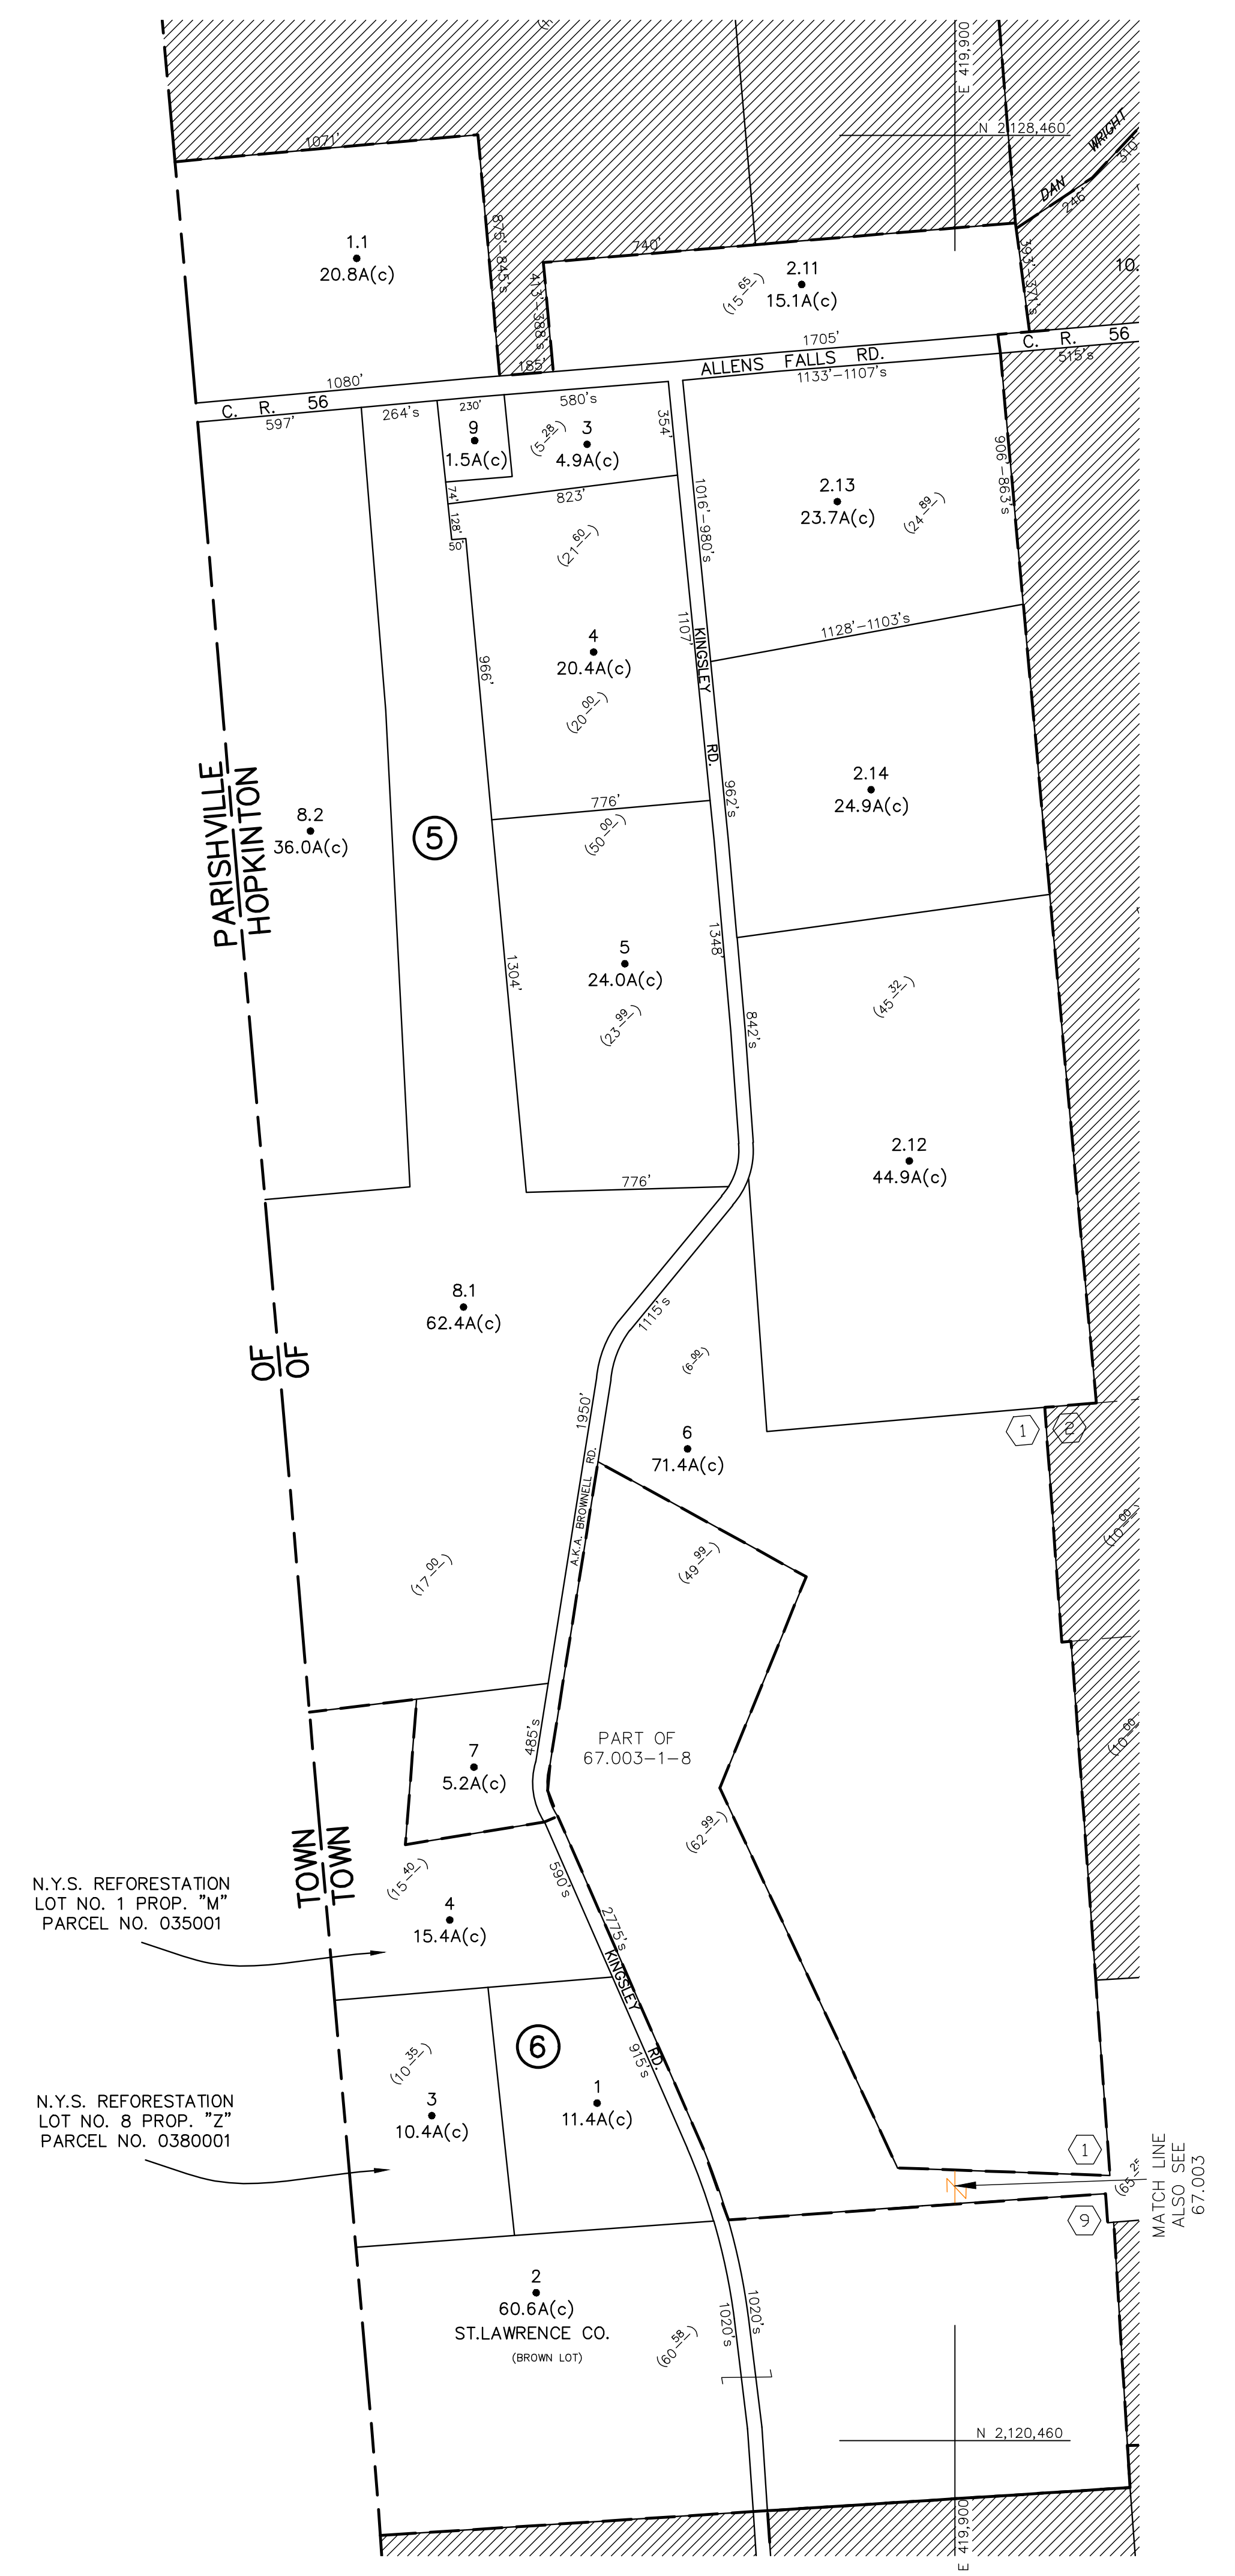 E 419,900
N 2,128,460
DAN WRIGHT
310
246'
1071'
1.1
20.8A(c)
875'-845's
740'
413'-388's
(15 65)
2.11
15.1A(c)
393'-371's
10.
1705'
185'
1080'
ALLENS FALLS RD.
C. R. 56
515's
1133'-1107's
C. R. 56
597'
264's
230'
580's
9
1.5A(c)
(5 28)
3
4.9A(c)
354'
74'
823'
128'
50'
1016'-980's
2.13
23.7A(c)
(24 89)
906'-863's
(21 60)
1107'
KINGSLEY RD.
1128'-1103's
4
20.4A(c)
966'
(20 00)
776'
962's
2.14
24.9A(c)
PARISHVILLE
HOPKINTON
8.2
36.0A(c)
5
(50 00)
5
24.0A(c)
1304'
1348'
(23 99)
842's
(45 32)
2.12
44.9A(c)
776'
8.1
62.4A(c)
1115's
OF
OF
(6 00)
1950'
6
71.4A(c)
1
2
A.K.A. BROWNELL RD.
(10 00)
(17 00)
(49 99)
PART OF
67.003-1-8
(10 00)
485's
7
5.2A(c)
(62 99)
TOWN
TOWN
N.Y.S. REFORESTATION
LOT NO. 1 PROP. "M"
PARCEL NO. 035001
(15 40)
4
15.4A(c)
590's
2775's
KINGSLEY RD.
915's
6
(10 35)
3
10.4A(c)
1
11.4A(c)
N.Y.S. REFORESTATION
LOT NO. 8 PROP. "Z"
PARCEL NO. 0380001
1
9
MATCH LINE
ALSO SEE
67.003
2
60.6A(c)
ST.LAWRENCE CO.
(BROWN LOT)
(60 58)
1020's
1020's
N 2,120,460
E 419,900